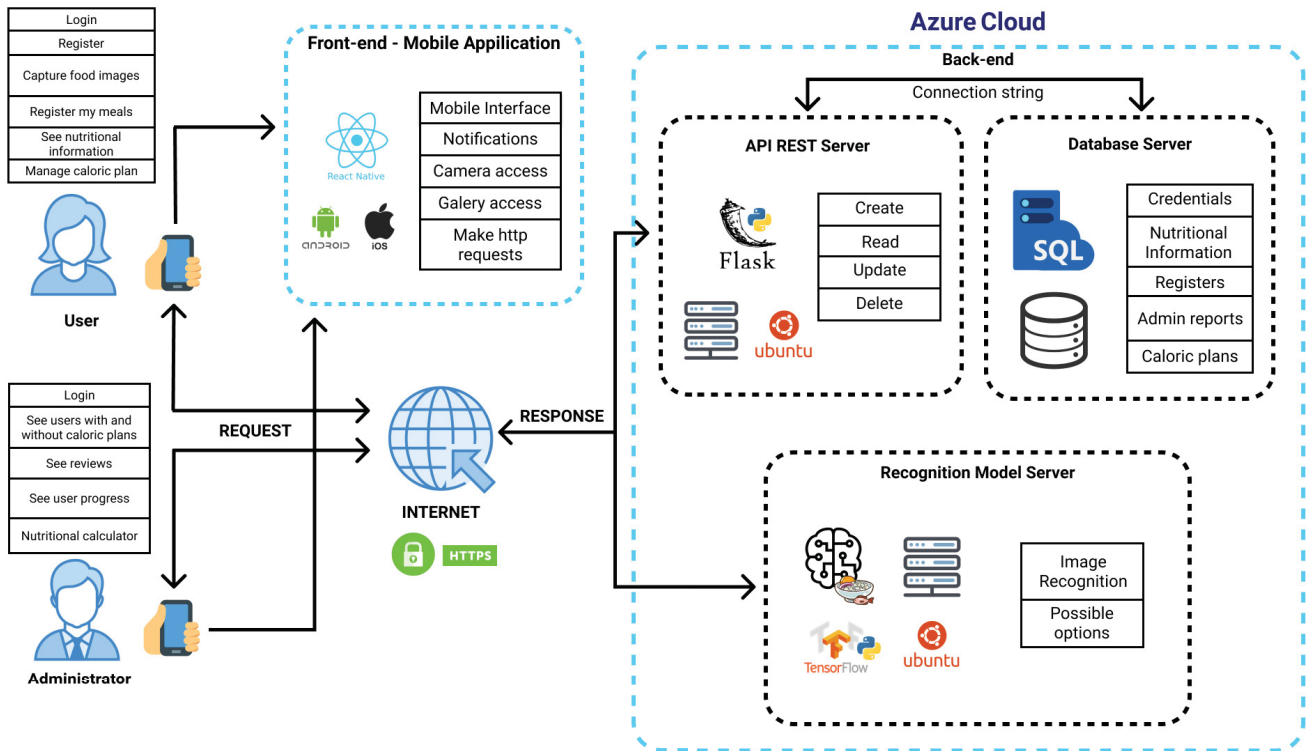 Login
Register
Capture food images
Register my meals
See nutritional
information
Manage caloric plan
User
Front-end - Mobile Appilication
React Native
ANDROID
iOS
Mobile Interface
Notifications
Camera access
Galery access
Make http
requests
Login
See users with and
without caloric plans
See reviews
See user progress
Nutritional calculator
Administrator
REQUEST
INTERNET
HTTPS
RESPONSE
Azure Cloud
Back-end
Connection string
API REST Server
Flask
ubuntu
Create
Read
Update
Delete
Database Server
SQL
Credentials
Nutritional
Information
Registers
Admin reports
Caloric plans
Recognition Model Server
TensorFlow
ubuntu
Image
Recognition
Possible
options